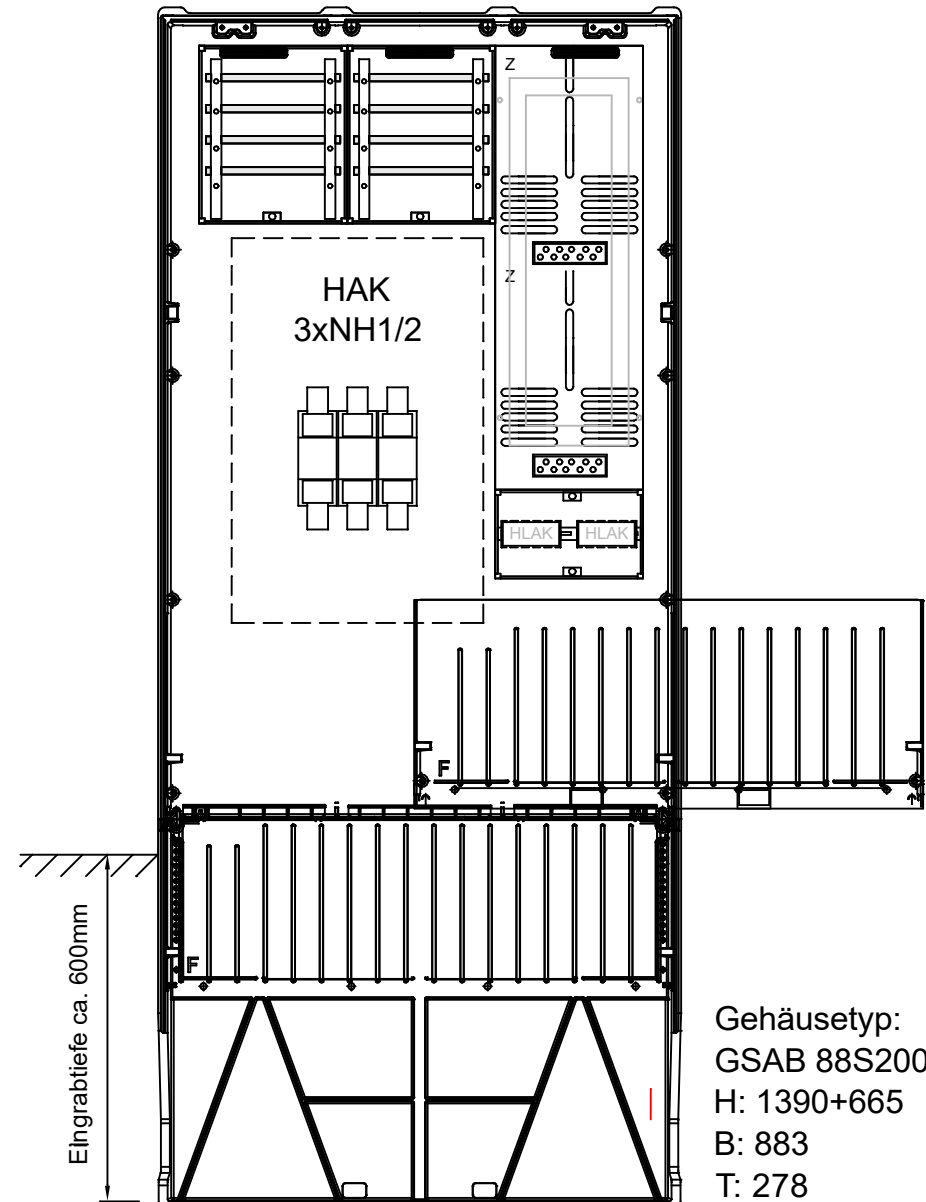 Z
HAK
3xNH1/2
Z
HLAK HLAK
F
F
Eingrabtiefe ca. 600mm
Gehäusetyp:
GSAB 88S200
H: 1390+665
B: 883
T: 278